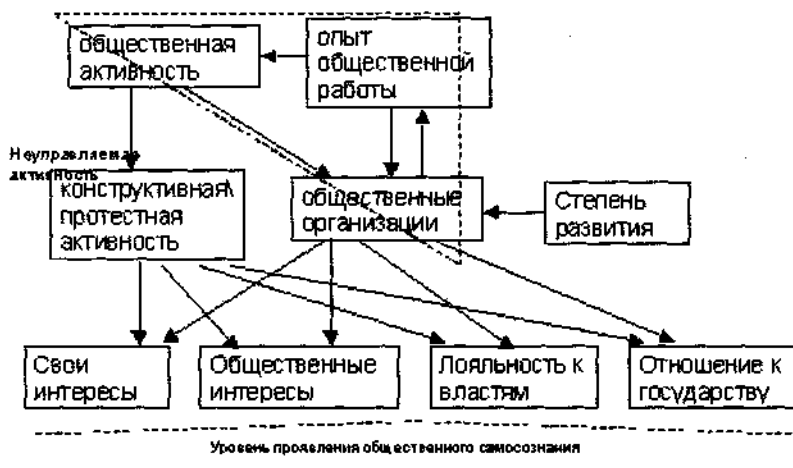 общественная
активность
опыт
общественной
работы
Неуправляемая
активность
конструктивная\
протестная
активность
общественные
организации
Степень
развития
Свои
интересы
Общественные
интересы
Лояльность к
властям
Отношение к
государству
Уровень проявления общественного самосознания